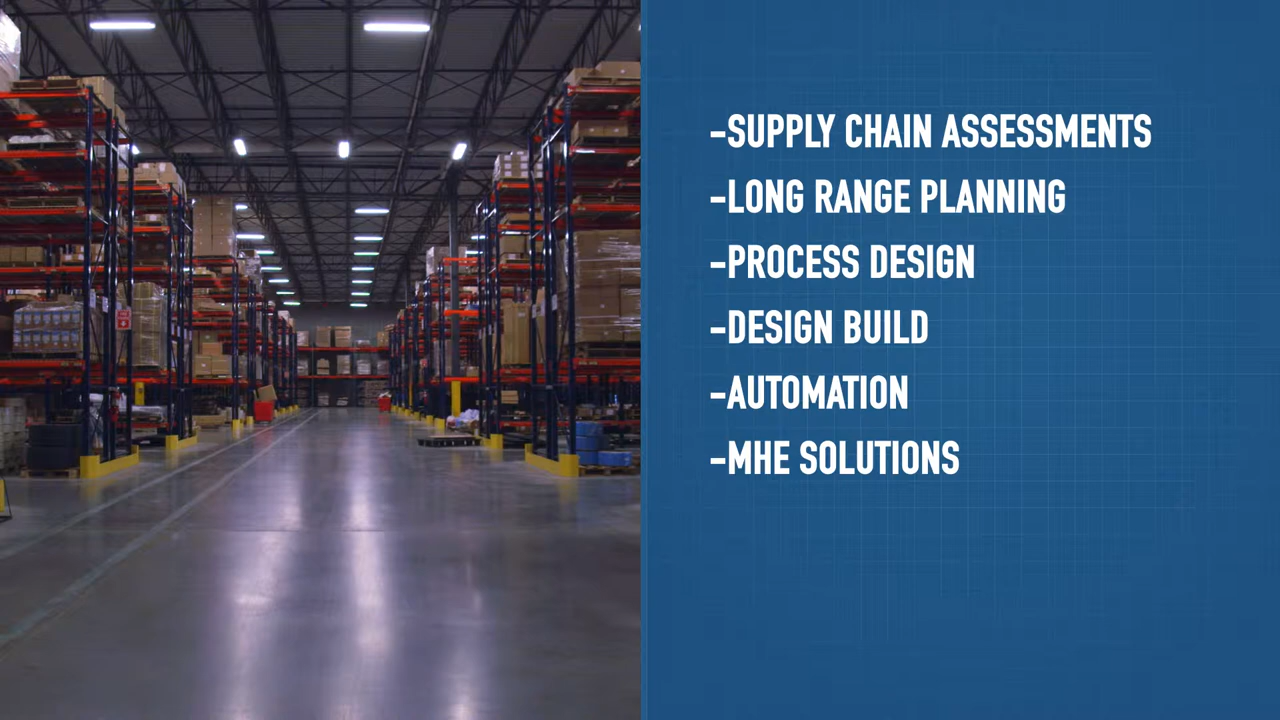 -SUPPLY CHAIN ASSESSMENTS
-LONG RANGE PLANNING
-PROCESS DESIGN
-DESIGN BUILD
-AUTOMATION
-MHE SOLUTIONS